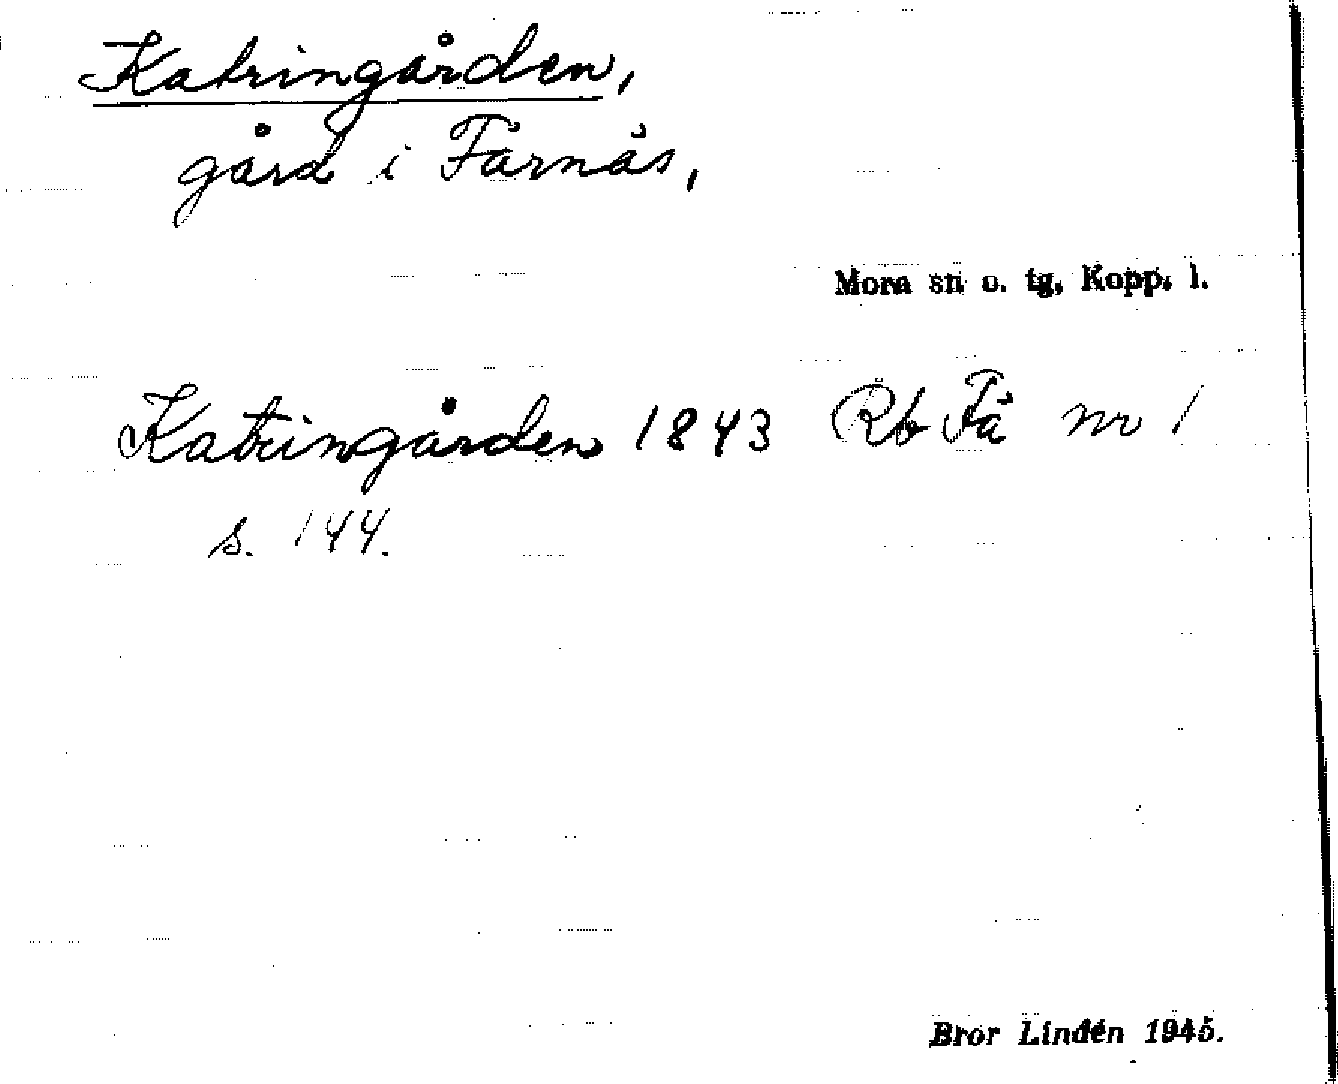 Katringården,
gård i Färnäs,
Mora sn o. tg, Kopp. l.
Katringården 1843 Rb Fä nr 1
s. 144.
Bror Lindén 1945.